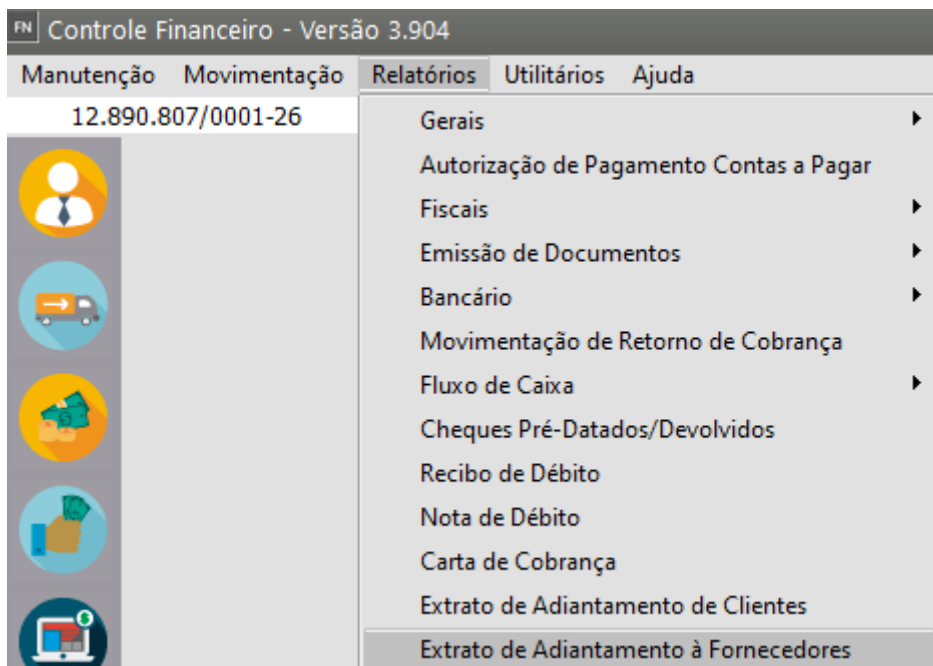 FN Controle Financeiro - Versão 3.904
Manutenção Movimentação Relatórios Utilitários Ajuda
12.890.807/0001-26
Gerais
Autorização de Pagamento Contas a Pagar
Fiscais
Emissão de Documentos
Bancário
Movimentação de Retorno de Cobrança
Fluxo de Caixa
Cheques Pré-Datados/Devolvidos
Recibo de Débito
Nota de Débito
Carta de Cobrança
Extrato de Adiantamento de Clientes
Extrato de Adiantamento à Fornecedores